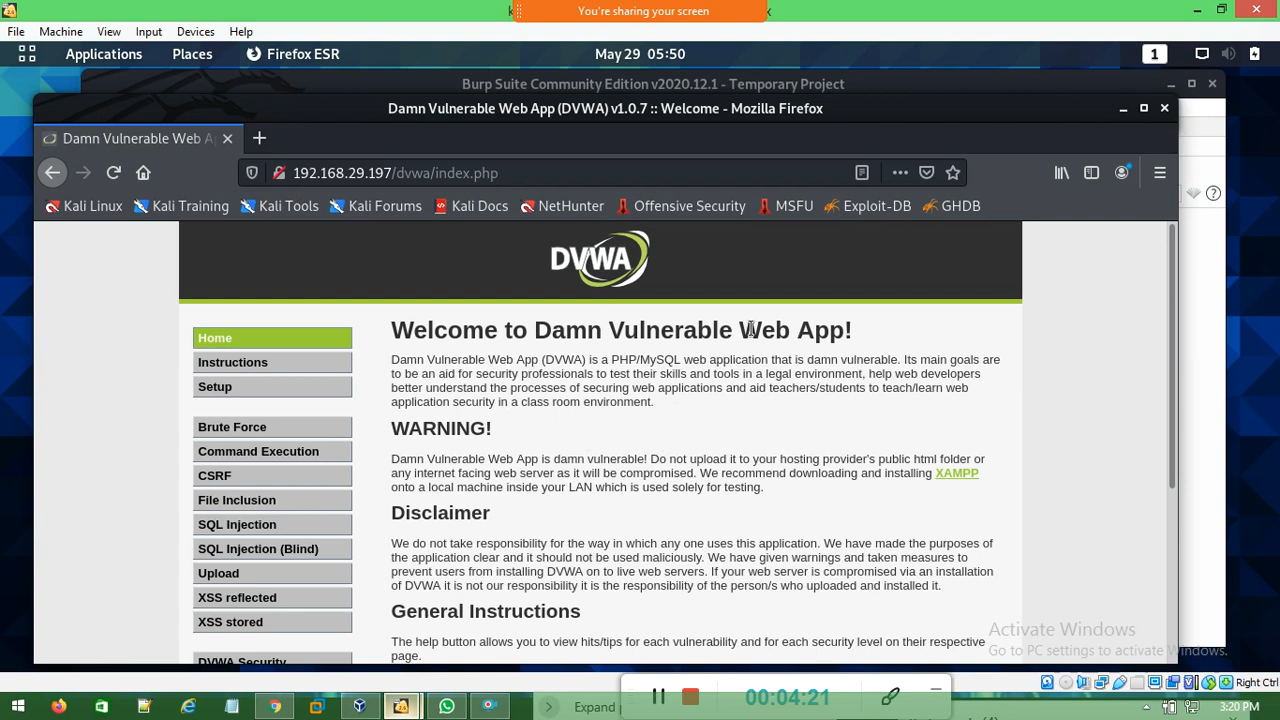 You're sharing your screen
File Machine View Input Devices Help
Applications Places Firefox ESR May 29 05:50 1
Burp Suite Community Edition v2020.12.1 - Temporary Project
Damn Vulnerable Web App (DVWA) v1.0.7 :: Welcome - Mozilla Firefox
Damn Vulnerable Web Ap
192.168.29.197/dvwa/index.php
Kali Linux Kali Training Kali Tools Kali Forums Kali Docs NetHunter Offensive Security MSFU Exploit-DB GHDB
DVWA
Home
Instructions
Setup
Brute Force
Command Execution
CSRF
File Inclusion
SQL Injection
SQL Injection (Blind)
Upload
XSS reflected
XSS stored
DVWA Security
Welcome to Damn Vulnerable Web App!
Damn Vulnerable Web App (DVWA) is a PHP/MySQL web application that is damn vulnerable. Its main goals are
to be an aid for security professionals to test their skills and tools in a legal environment, help web developers
better understand the processes of securing web applications and aid teachers/students to teach/learn web
application security in a class room environment.
WARNING!
Damn Vulnerable Web App is damn vulnerable! Do not upload it to your hosting provider's public html folder or
any internet facing web server as it will be compromised. We recommend downloading and installing XAMPP
onto a local machine inside your LAN which is used solely for testing.
Disclaimer
We do not take responsibility for the way in which any one uses this application. We have made the purposes of
the application clear and it should not be used maliciously. We have given warnings and taken measures to
prevent users from installing DVWA on to live web servers. If your web server is compromised via an installation
of DVWA it is not our responsibility it is the responsibility of the person/s who uploaded and installed it.
General Instructions
The help button allows you to view hits/tips for each vulnerability and for each security level on their respective
page.
Activate Windows
Go to PC settings to activate Windows.
Right Ctrl
00:04:21
Expand p
3:20 PM